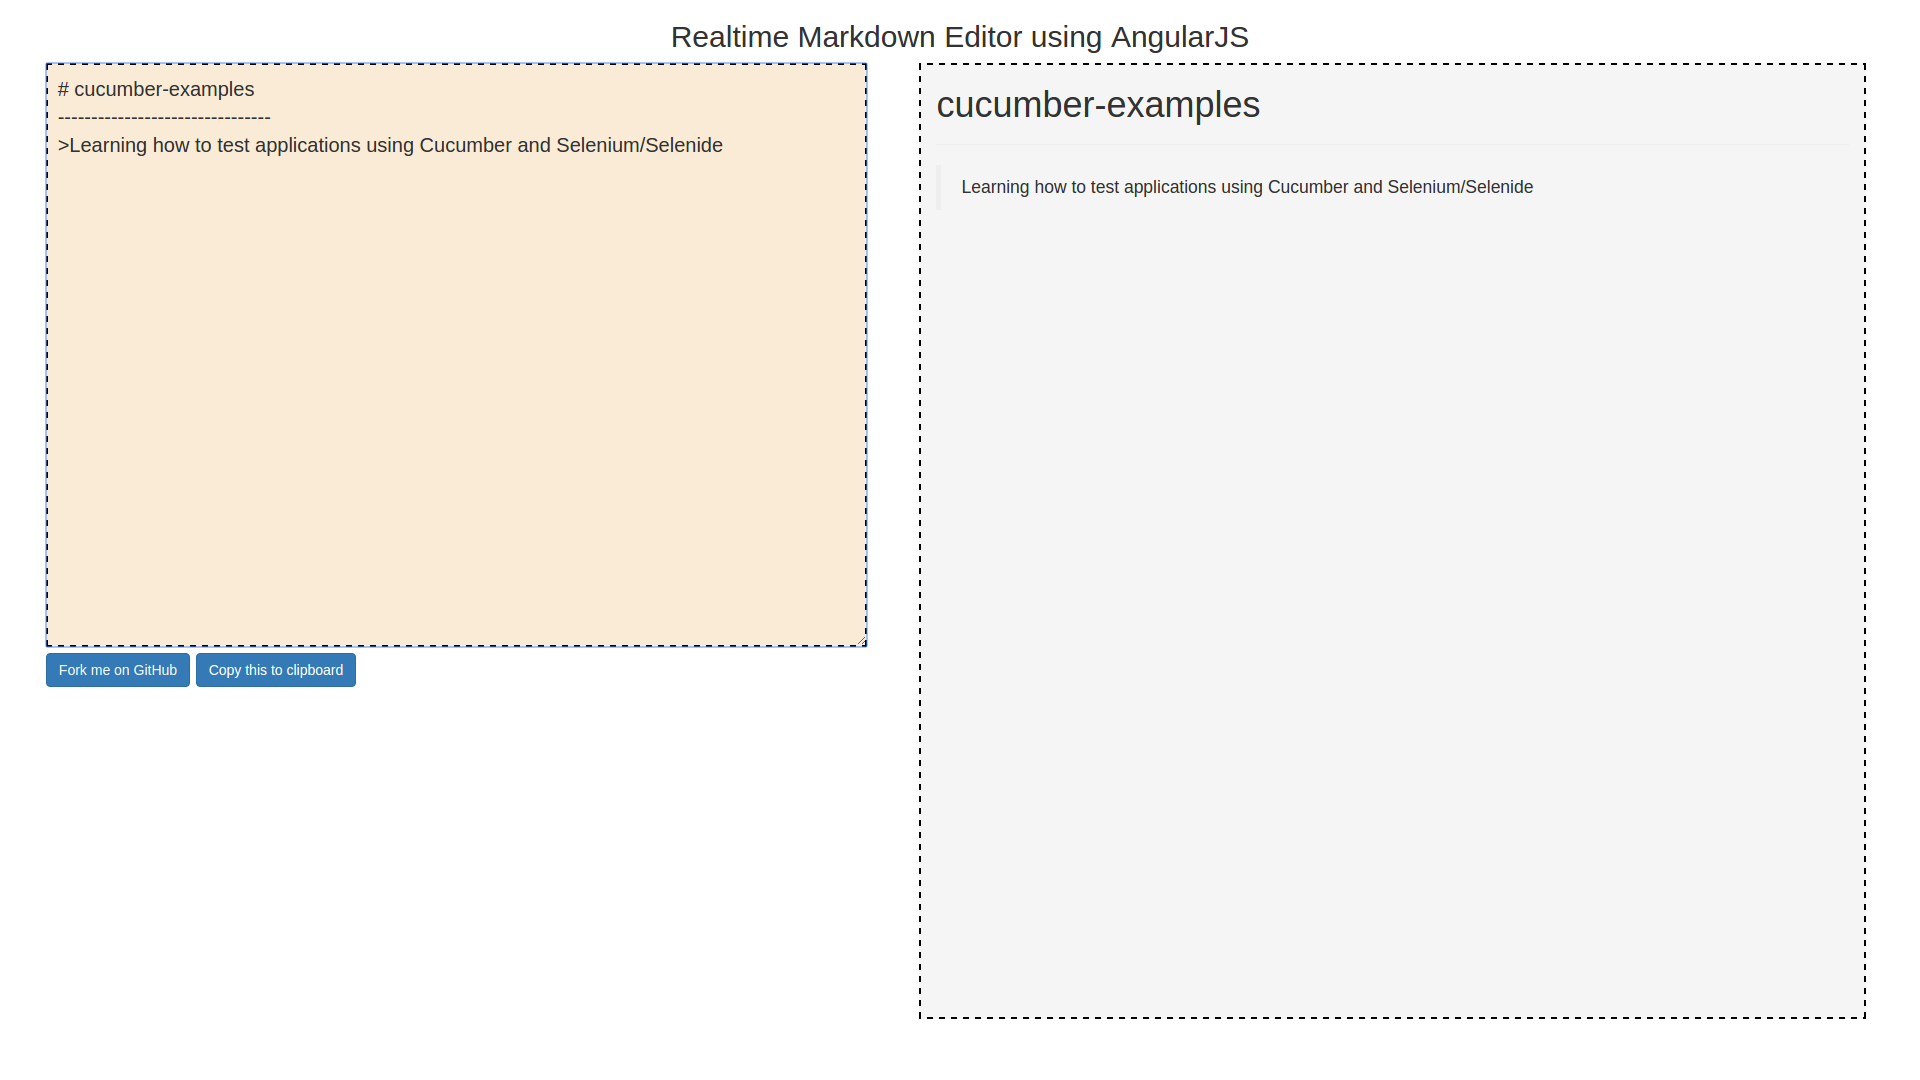 Realtime Markdown Editor using AngularJS
# cucumber-examples
--------------------------------
>Learning how to test applications using Cucumber and Selenium/Selenide
Fork me on GitHub
Copy this to clipboard
cucumber-examples
Learning how to test applications using Cucumber and Selenium/Selenide